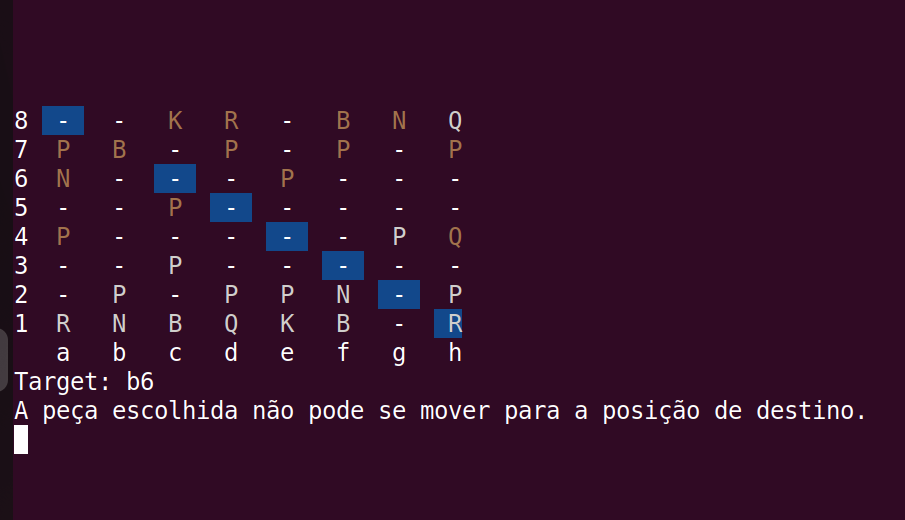 8 - - K R - B N Q
7 P B - P - P - P
6 N - - - P - - -
5 - - P - - - - -
4 P - - - - - P Q
3 - - P - - - - -
2 - P - P P N - P
1 R N B Q K B - R
a b c d e f g h
Target: b6
A peça escolhida não pode se mover para a posição de destino.